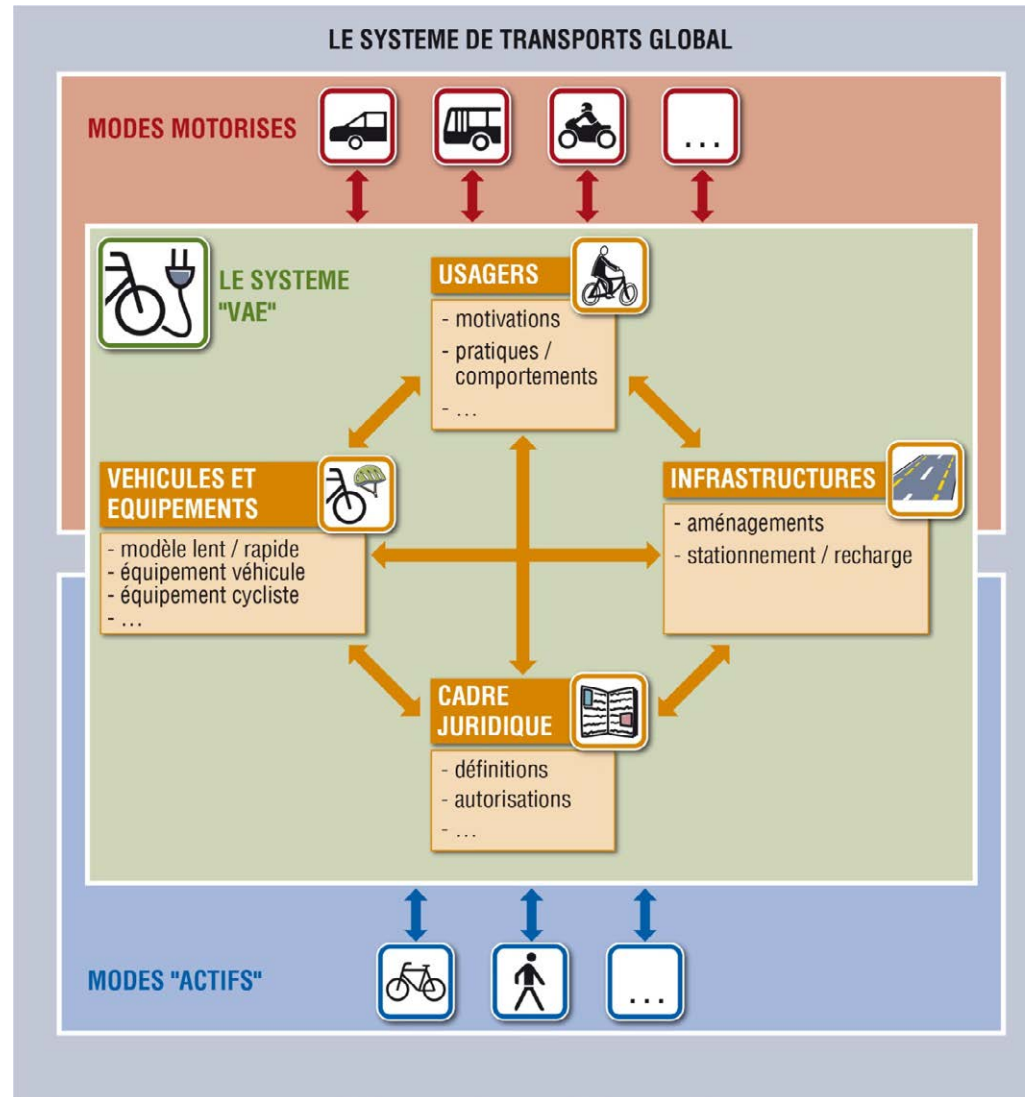 LE SYSTEME DE TRANSPORTS GLOBAL
MODES MOTORISES
...
LE SYSTEME
"VAE"
USAGERS
- motivations
- pratiques /
comportements
- ...
VEHICULES ET
EQUIPEMENTS
- modèle lent / rapide
- équipement véhicule
- équipement cycliste
- ...
INFRASTRUCTURES
- aménagements
- stationnement / recharge
CADRE
JURIDIQUE
- définitions
- autorisations
- ...
MODES "ACTIFS"
...